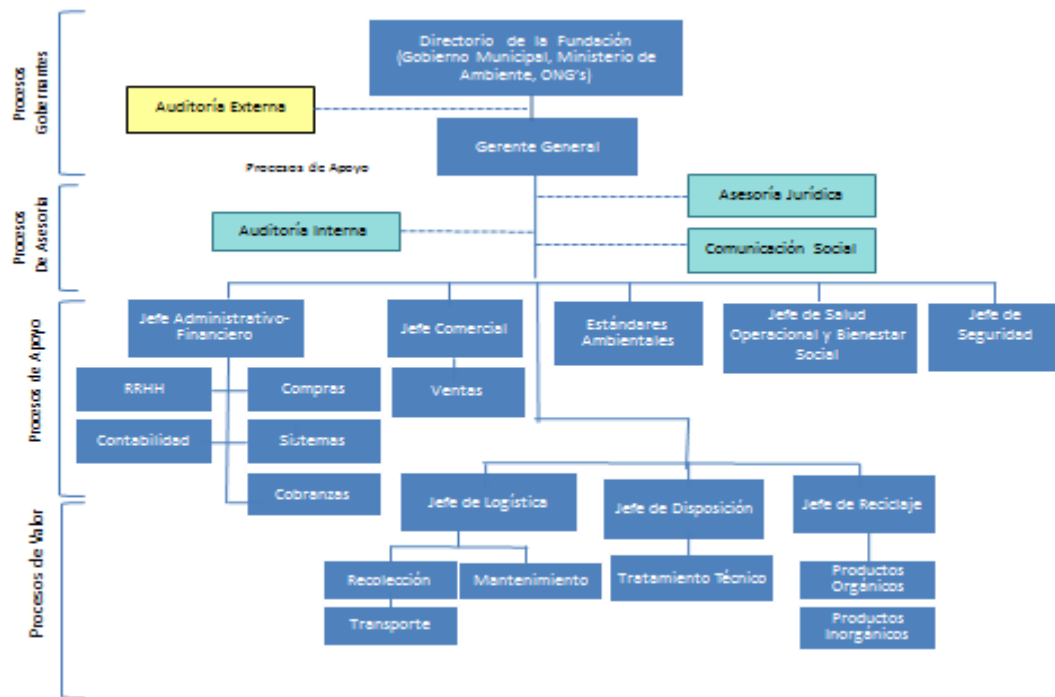 Procesos
Gobernantes
Directorio de la Fundación
(Gobierno Municipal, Ministerio de
Ambiente, ONG's)
Auditoría Externa
Gerente General
Procesos de Apoyo
Procesos
De Asesoría
Asesoría Jurídica
Auditoría Interna
Comunicación Social
Procesos de Apoyo
Jefe Administrativo-
Financiero
Jefe Comercial
Estándares
Ambientales
Jefe de Salud
Operacional y Bienestar
Social
Jefe de
Seguridad
RRHH
Compras
Ventas
Contabilidad
Sistemas
Cobranzas
Procesos de Valor
Jefe de Logística
Jefe de Disposición
Jefe de Reciclaje
Recolección
Mantenimiento
Tratamiento Técnico
Productos
Orgánicos
Transporte
Productos
Inorgánicos